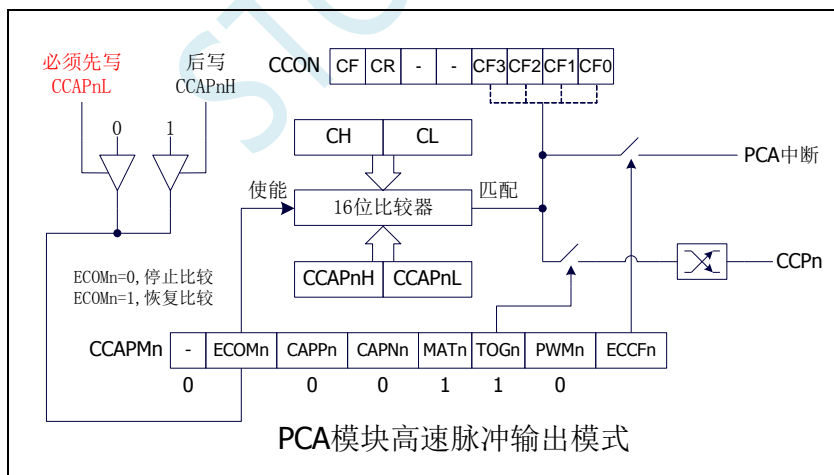 必须先写
CCAPnL
后写
CCAPnH
0
1
CCON
CF CR - - CF3 CF2 CF1 CF0
CH CL
使能
16位比较器
匹配
PCA中断
CCPn
CCAPnH CCAPnL
ECOMn=0,停止比较
ECOMn=1,恢复比较
CCAPMn
- ECOMn CAPPn CAPNn MATn TOGn PWMn ECCFn
0 0 0 1 1 0
PCA模块高速脉冲输出模式
STC